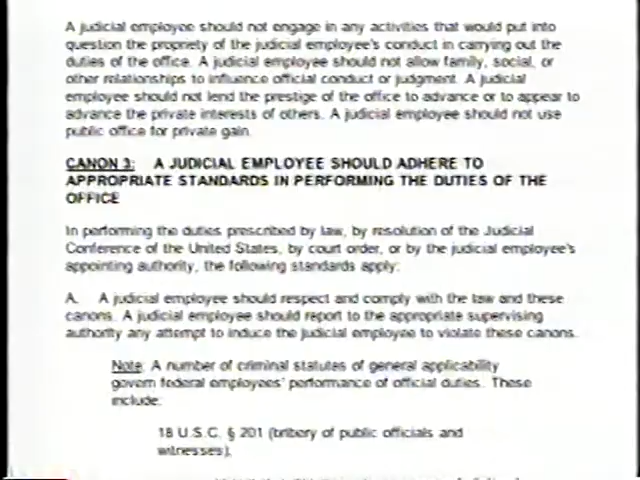 A judicial employee should not engage in any activities that would put into
question the propriety of the judicial employee's conduct in carrying out the
duties of the office. A judicial employee should not allow family, social, or
other relationships to influence official conduct or judgment. A judicial
employee should not lend the prestige of the office to advance or to appear to
advance the private interests of others. A judicial employee should not use
public office for private gain.
CANON 3: A JUDICIAL EMPLOYEE SHOULD ADHERE TO
APPROPRIATE STANDARDS IN PERFORMING THE DUTIES OF THE
OFFICE
In performing the duties prescribed by law, by resolution of the Judicial
Conference of the United States, by court order, or by the judicial employee's
appointing authority, the following standards apply:
A. A judicial employee should respect and comply with the law and these
canons. A judicial employee should report to the appropriate supervising
authority any attempt to induce the judicial employee to violate these canons.
Note: A number of criminal statutes of general applicability
govern federal employees' performance of official duties. These
include:
18 U.S.C. § 201 (bribery of public officials and
witnesses);